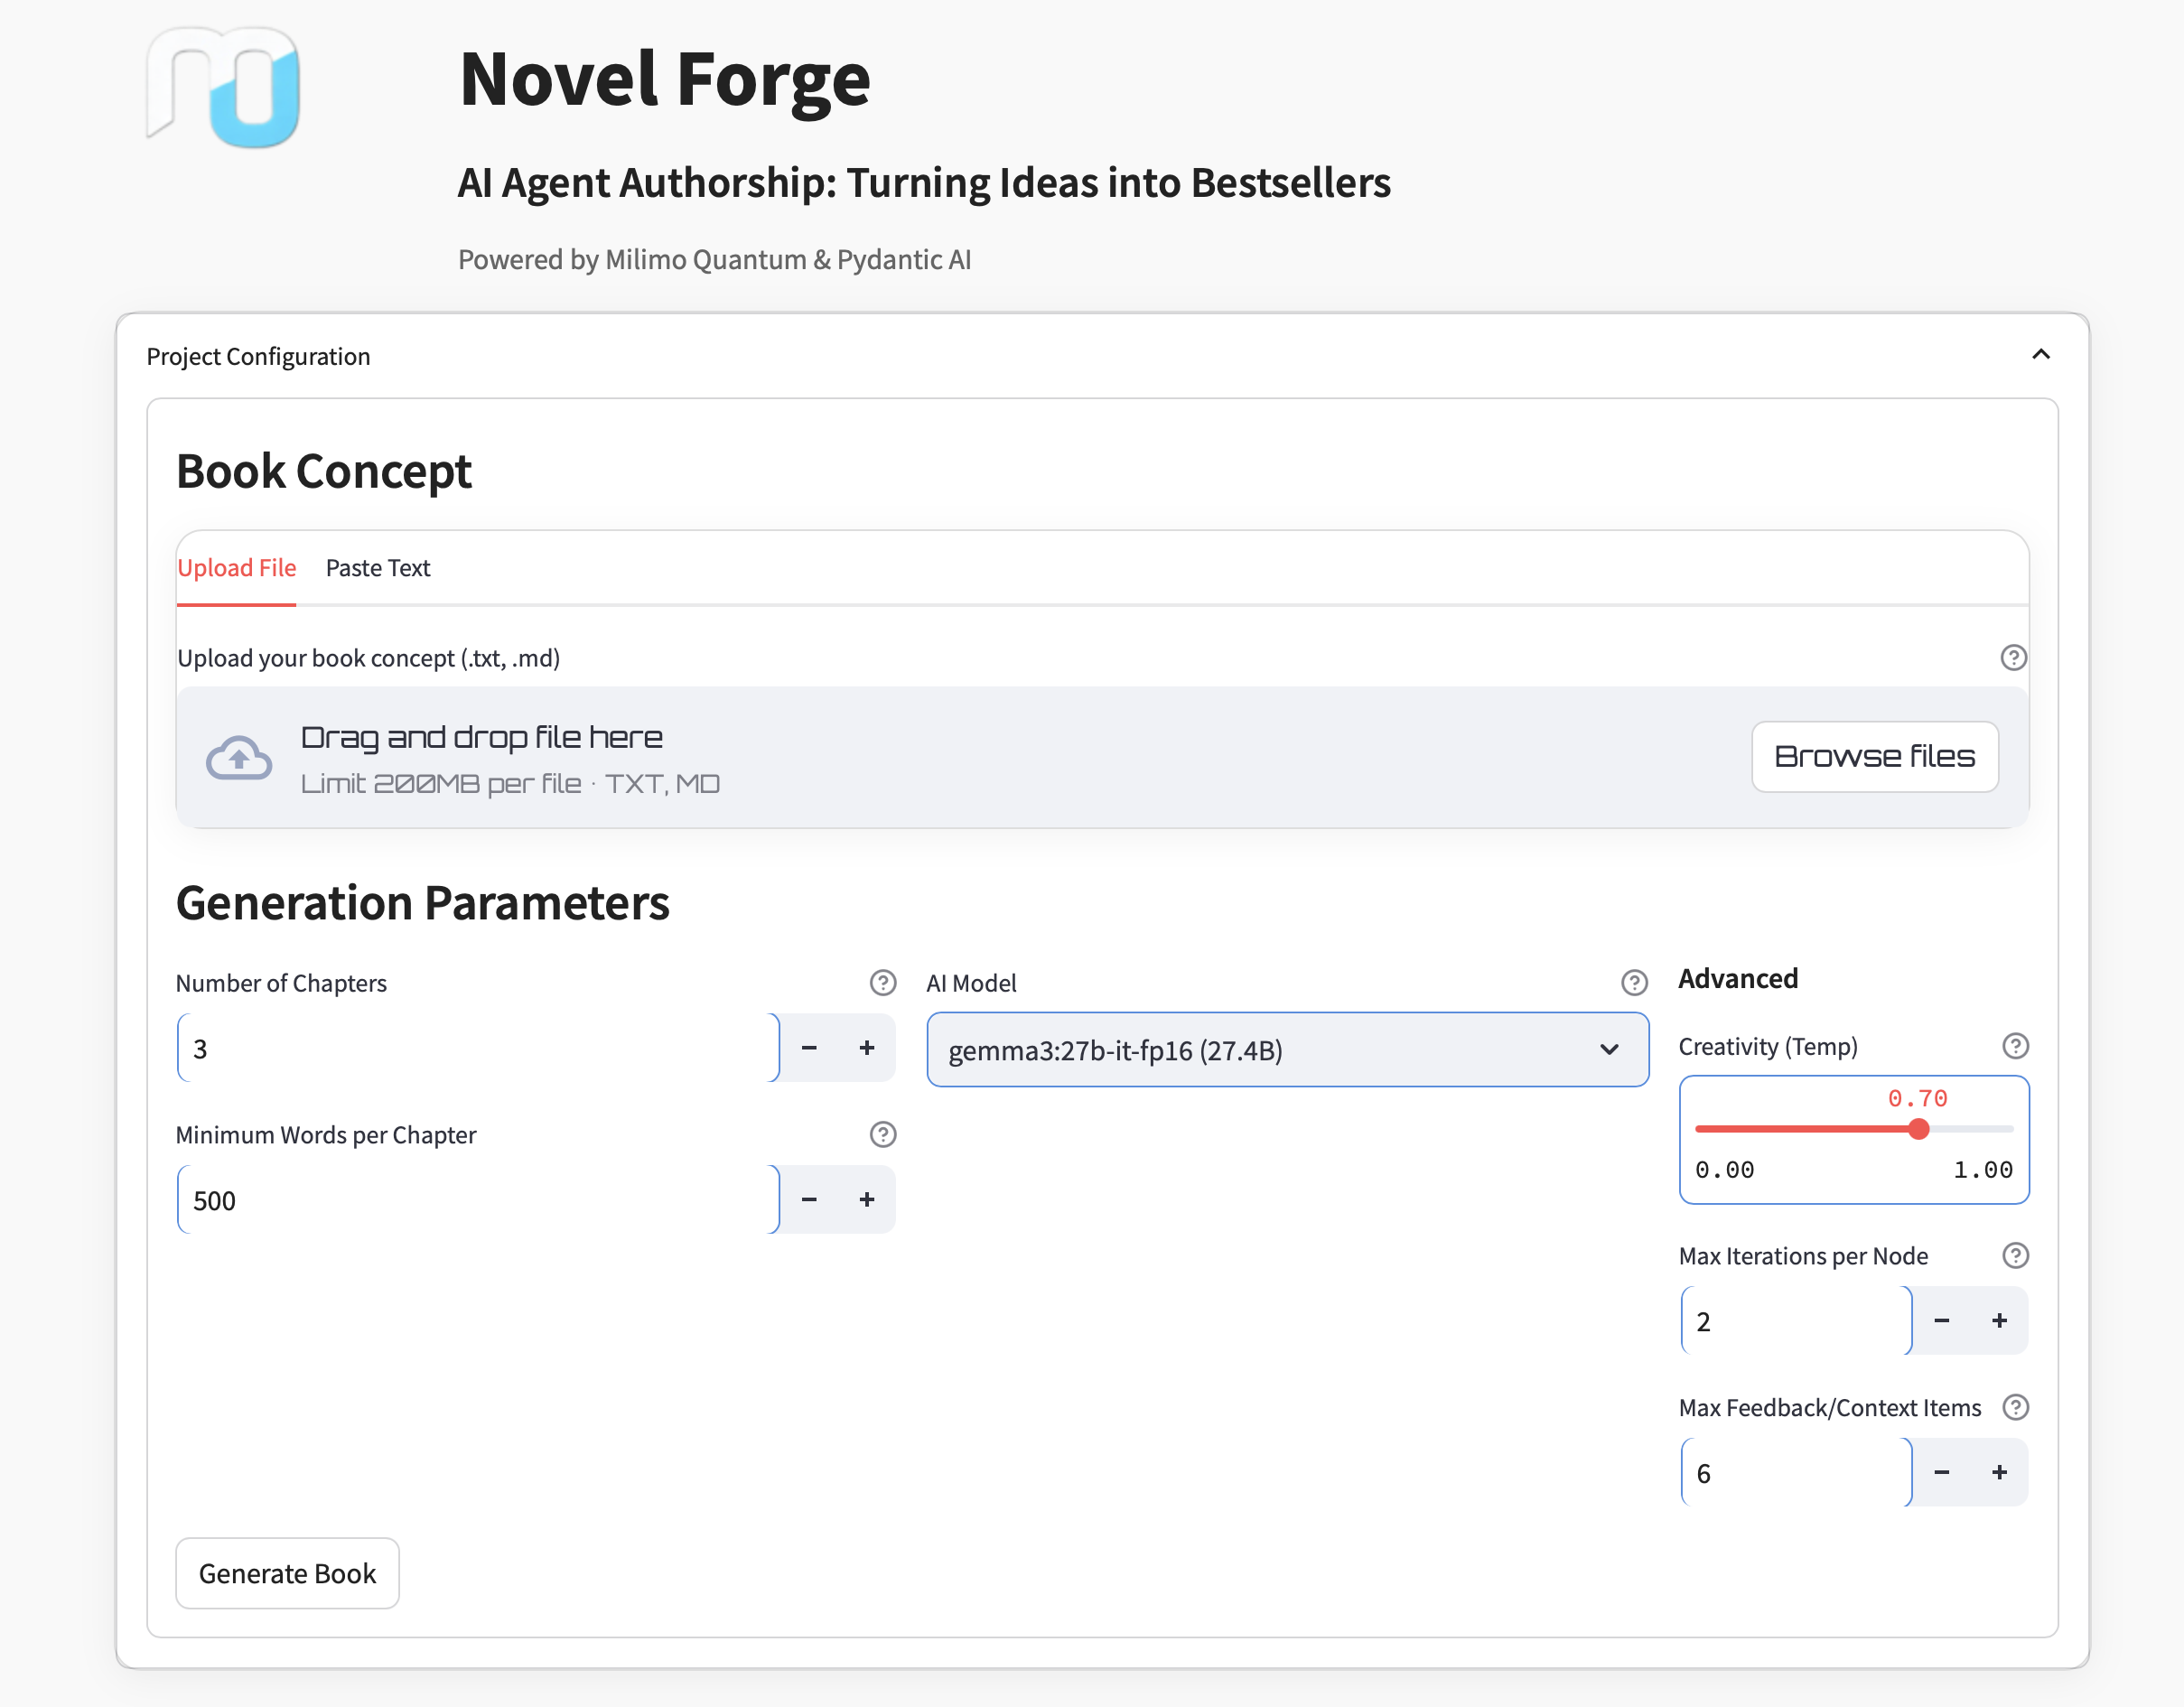 Novel Forge
AI Agent Authorship: Turning Ideas into Bestsellers
Powered by Milimo Quantum & Pydantic AI
Project Configuration
Book Concept
Upload File
Paste Text
Upload your book concept (.txt, .md)
Drag and drop file here
Limit 200MB per file · TXT, MD
Browse files
Generation Parameters
Number of Chapters
3
Minimum Words per Chapter
500
AI Model
gemma3:27b-it-fp16 (27.4B)
Advanced
Creativity (Temp)
0.70
0.00
1.00
Max Iterations per Node
2
Max Feedback/Context Items
6
Generate Book